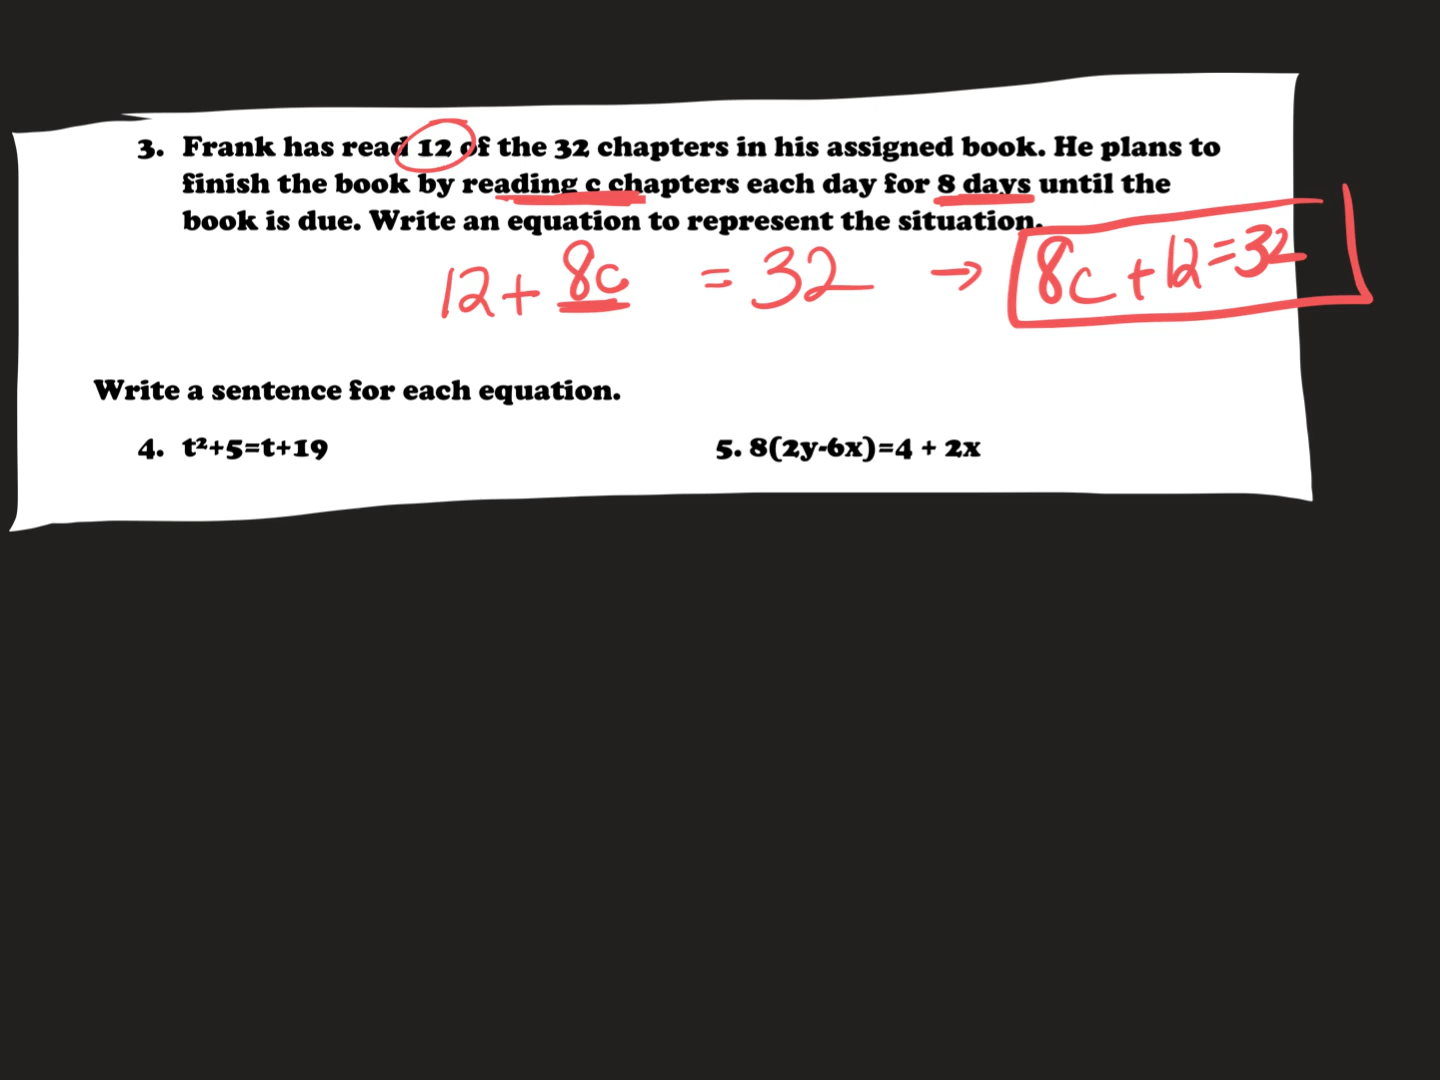 3. Frank has read 12 of the 32 chapters in his assigned book. He plans to
finish the book by reading c chapters each day for 8 days until the
book is due. Write an equation to represent the situation.
12 + 8c = 32 → 8c + 12 = 32
Write a sentence for each equation.
4. t²+5=t+19
5. 8(2y-6x)=4 + 2x